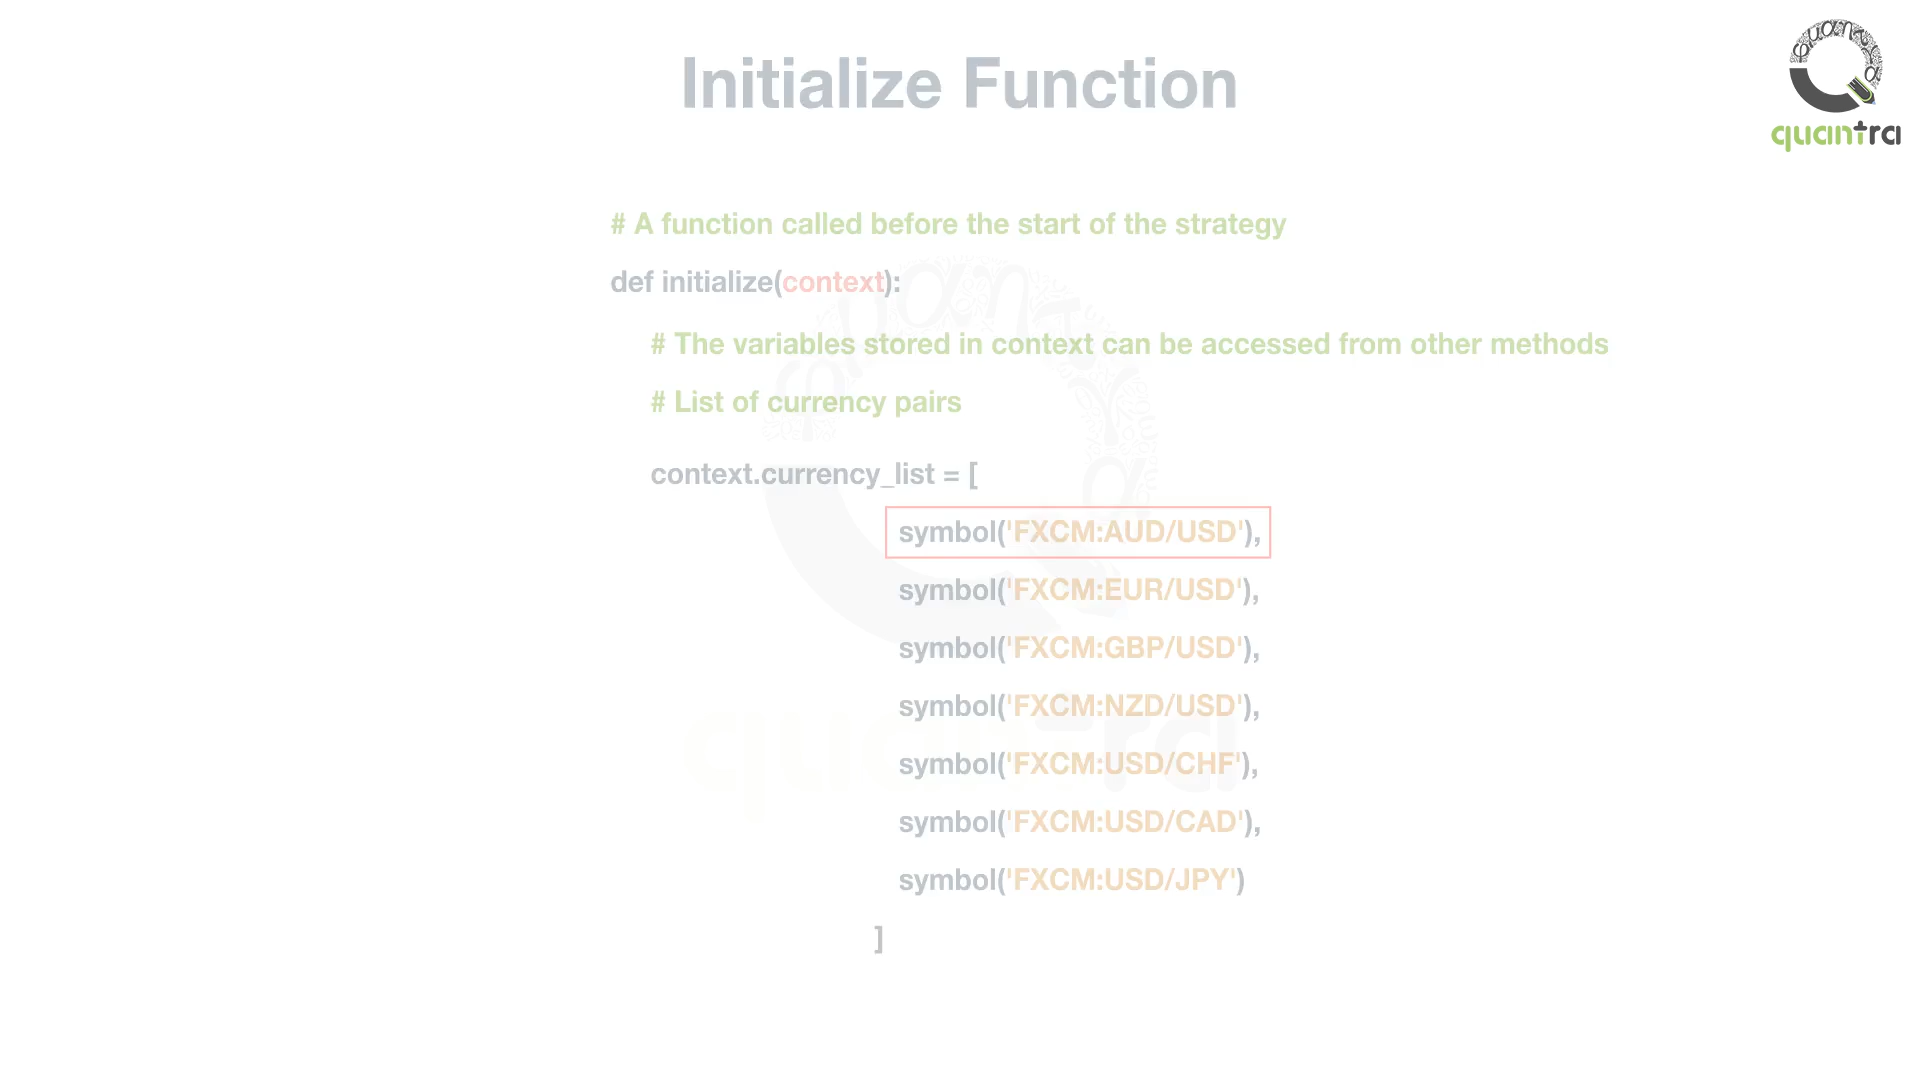 Initialize Function
quantra
# A function called before the start of the strategy
def initialize(context):
# The variables stored in context can be accessed from other methods
# List of currency pairs
context.currency_list = [
symbol('FXCM:AUD/USD'),
symbol('FXCM:EUR/USD'),
symbol('FXCM:GBP/USD'),
symbol('FXCM:NZD/USD'),
symbol('FXCM:USD/CHF'),
symbol('FXCM:USD/CAD'),
symbol('FXCM:USD/JPY')
]
quantra